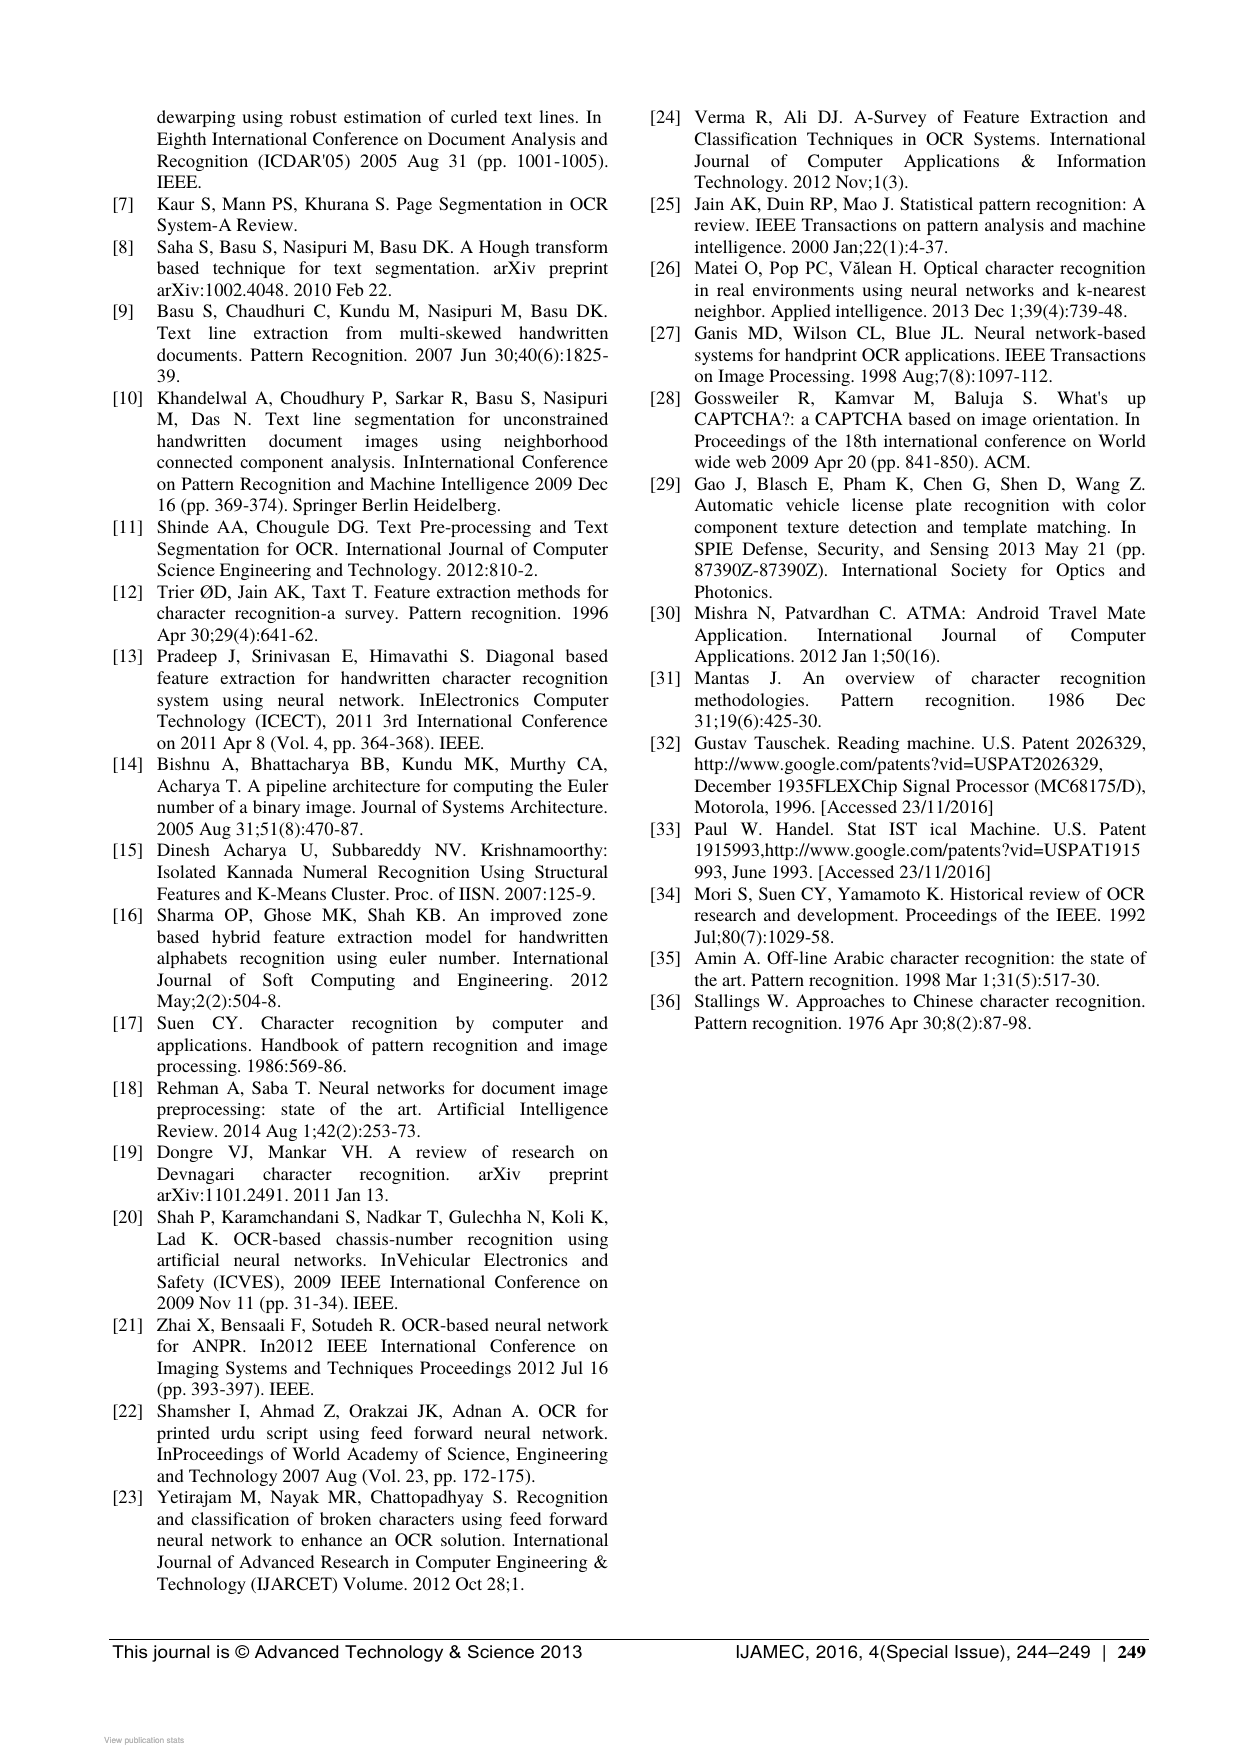 dewarping using robust estimation of curled text lines. In
Eighth International Conference on Document Analysis and
Recognition (ICDAR'05) 2005 Aug 31 (pp. 1001-1005).
IEEE.
[7] Kaur S, Mann PS, Khurana S. Page Segmentation in OCR
System-A Review.
[8] Saha S, Basu S, Nasipuri M, Basu DK. A Hough transform
based technique for text segmentation. arXiv preprint
arXiv:1002.4048. 2010 Feb 22.
[9] Basu S, Chaudhuri C, Kundu M, Nasipuri M, Basu DK.
Text line extraction from multi-skewed handwritten
documents. Pattern Recognition. 2007 Jun 30;40(6):1825-
39.
[10] Khandelwal A, Choudhury P, Sarkar R, Basu S, Nasipuri
M, Das N. Text line segmentation for unconstrained
handwritten document images using neighborhood
connected component analysis. InInternational Conference
on Pattern Recognition and Machine Intelligence 2009 Dec
16 (pp. 369-374). Springer Berlin Heidelberg.
[11] Shinde AA, Chougule DG. Text Pre-processing and Text
Segmentation for OCR. International Journal of Computer
Science Engineering and Technology. 2012:810-2.
[12] Trier ØD, Jain AK, Taxt T. Feature extraction methods for
character recognition-a survey. Pattern recognition. 1996
Apr 30;29(4):641-62.
[13] Pradeep J, Srinivasan E, Himavathi S. Diagonal based
feature extraction for handwritten character recognition
system using neural network. InElectronics Computer
Technology (ICECT), 2011 3rd International Conference
on 2011 Apr 8 (Vol. 4, pp. 364-368). IEEE.
[14] Bishnu A, Bhattacharya BB, Kundu MK, Murthy CA,
Acharya T. A pipeline architecture for computing the Euler
number of a binary image. Journal of Systems Architecture.
2005 Aug 31;51(8):470-87.
[15] Dinesh Acharya U, Subbareddy NV. Krishnamoorthy:
Isolated Kannada Numeral Recognition Using Structural
Features and K-Means Cluster. Proc. of IISN. 2007:125-9.
[16] Sharma OP, Ghose MK, Shah KB. An improved zone
based hybrid feature extraction model for handwritten
alphabets recognition using euler number. International
Journal of Soft Computing and Engineering. 2012
May;2(2):504-8.
[17] Suen CY. Character recognition by computer and
applications. Handbook of pattern recognition and image
processing. 1986:569-86.
[18] Rehman A, Saba T. Neural networks for document image
preprocessing: state of the art. Artificial Intelligence
Review. 2014 Aug 1;42(2):253-73.
[19] Dongre VJ, Mankar VH. A review of research on
Devnagari character recognition. arXiv preprint
arXiv:1101.2491. 2011 Jan 13.
[20] Shah P, Karamchandani S, Nadkar T, Gulechha N, Koli K,
Lad K. OCR-based chassis-number recognition using
artificial neural networks. InVehicular Electronics and
Safety (ICVES), 2009 IEEE International Conference on
2009 Nov 11 (pp. 31-34). IEEE.
[21] Zhai X, Bensaali F, Sotudeh R. OCR-based neural network
for ANPR. In2012 IEEE International Conference on
Imaging Systems and Techniques Proceedings 2012 Jul 16
(pp. 393-397). IEEE.
[22] Shamsher I, Ahmad Z, Orakzai JK, Adnan A. OCR for
printed urdu script using feed forward neural network.
InProceedings of World Academy of Science, Engineering
and Technology 2007 Aug (Vol. 23, pp. 172-175).
[23] Yetirajam M, Nayak MR, Chattopadhyay S. Recognition
and classification of broken characters using feed forward
neural network to enhance an OCR solution. International
Journal of Advanced Research in Computer Engineering &
Technology (IJARCET) Volume. 2012 Oct 28;1.
[24] Verma R, Ali DJ. A-Survey of Feature Extraction and
Classification Techniques in OCR Systems. International
Journal of Computer Applications & Information
Technology. 2012 Nov;1(3).
[25] Jain AK, Duin RP, Mao J. Statistical pattern recognition: A
review. IEEE Transactions on pattern analysis and machine
intelligence. 2000 Jan;22(1):4-37.
[26] Matei O, Pop PC, Vălean H. Optical character recognition
in real environments using neural networks and k-nearest
neighbor. Applied intelligence. 2013 Dec 1;39(4):739-48.
[27] Ganis MD, Wilson CL, Blue JL. Neural network-based
systems for handprint OCR applications. IEEE Transactions
on Image Processing. 1998 Aug;7(8):1097-112.
[28] Gossweiler R, Kamvar M, Baluja S. What's up
CAPTCHA?: a CAPTCHA based on image orientation. In
Proceedings of the 18th international conference on World
wide web 2009 Apr 20 (pp. 841-850). ACM.
[29] Gao J, Blasch E, Pham K, Chen G, Shen D, Wang Z.
Automatic vehicle license plate recognition with color
component texture detection and template matching. In
SPIE Defense, Security, and Sensing 2013 May 21 (pp.
87390Z-87390Z). International Society for Optics and
Photonics.
[30] Mishra N, Patvardhan C. ATMA: Android Travel Mate
Application. International Journal of Computer
Applications. 2012 Jan 1;50(16).
[31] Mantas J. An overview of character recognition
methodologies. Pattern recognition. 1986 Dec
31;19(6):425-30.
[32] Gustav Tauschek. Reading machine. U.S. Patent 2026329,
http://www.google.com/patents?vid=USPAT2026329,
December 1935FLEXChip Signal Processor (MC68175/D),
Motorola, 1996. [Accessed 23/11/2016]
[33] Paul W. Handel. Stat IST ical Machine. U.S. Patent
1915993,http://www.google.com/patents?vid=USPAT1915
993, June 1993. [Accessed 23/11/2016]
[34] Mori S, Suen CY, Yamamoto K. Historical review of OCR
research and development. Proceedings of the IEEE. 1992
Jul;80(7):1029-58.
[35] Amin A. Off-line Arabic character recognition: the state of
the art. Pattern recognition. 1998 Mar 1;31(5):517-30.
[36] Stallings W. Approaches to Chinese character recognition.
Pattern recognition. 1976 Apr 30;8(2):87-98.
This journal is © Advanced Technology & Science 2013
IJAMEC, 2016, 4(Special Issue), 244–249 | 249
View publication stats